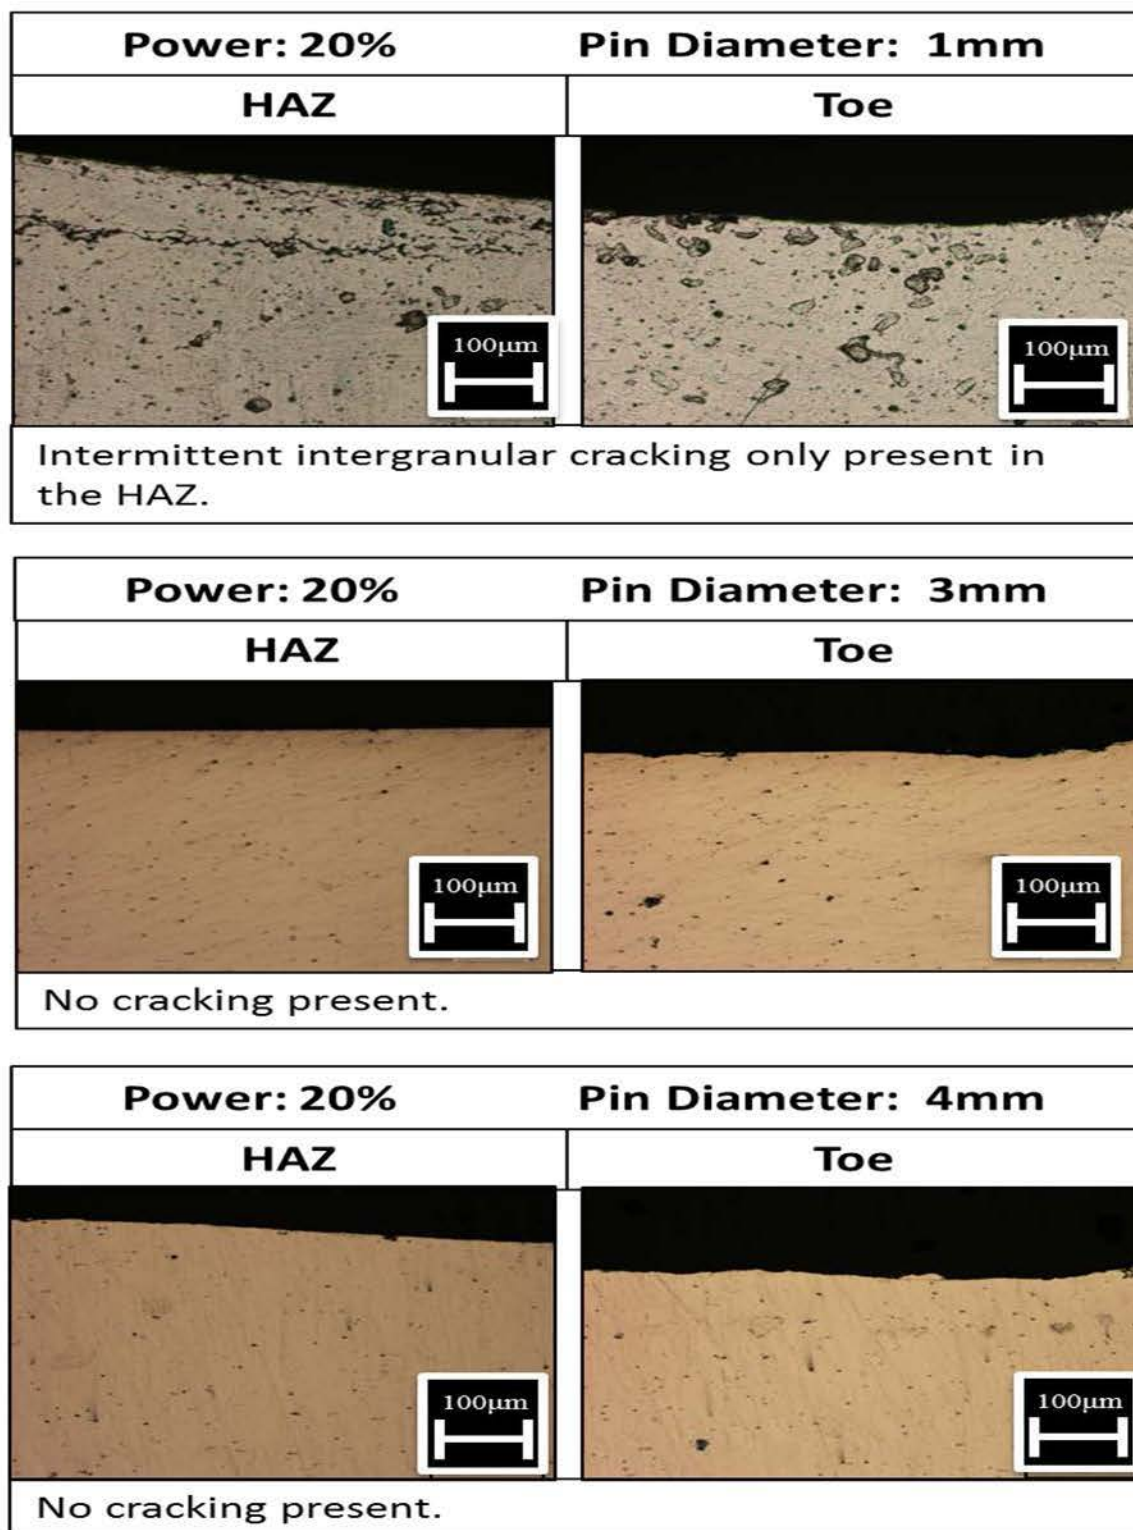 Power: 20% Pin Diameter: 1mm
HAZ Toe
100μm 100μm
Intermittent intergranular cracking only present in
the HAZ.
Power: 20% Pin Diameter: 3mm
HAZ Toe
100μm 100μm
No cracking present.
Power: 20% Pin Diameter: 4mm
HAZ Toe
100μm 100μm
No cracking present.